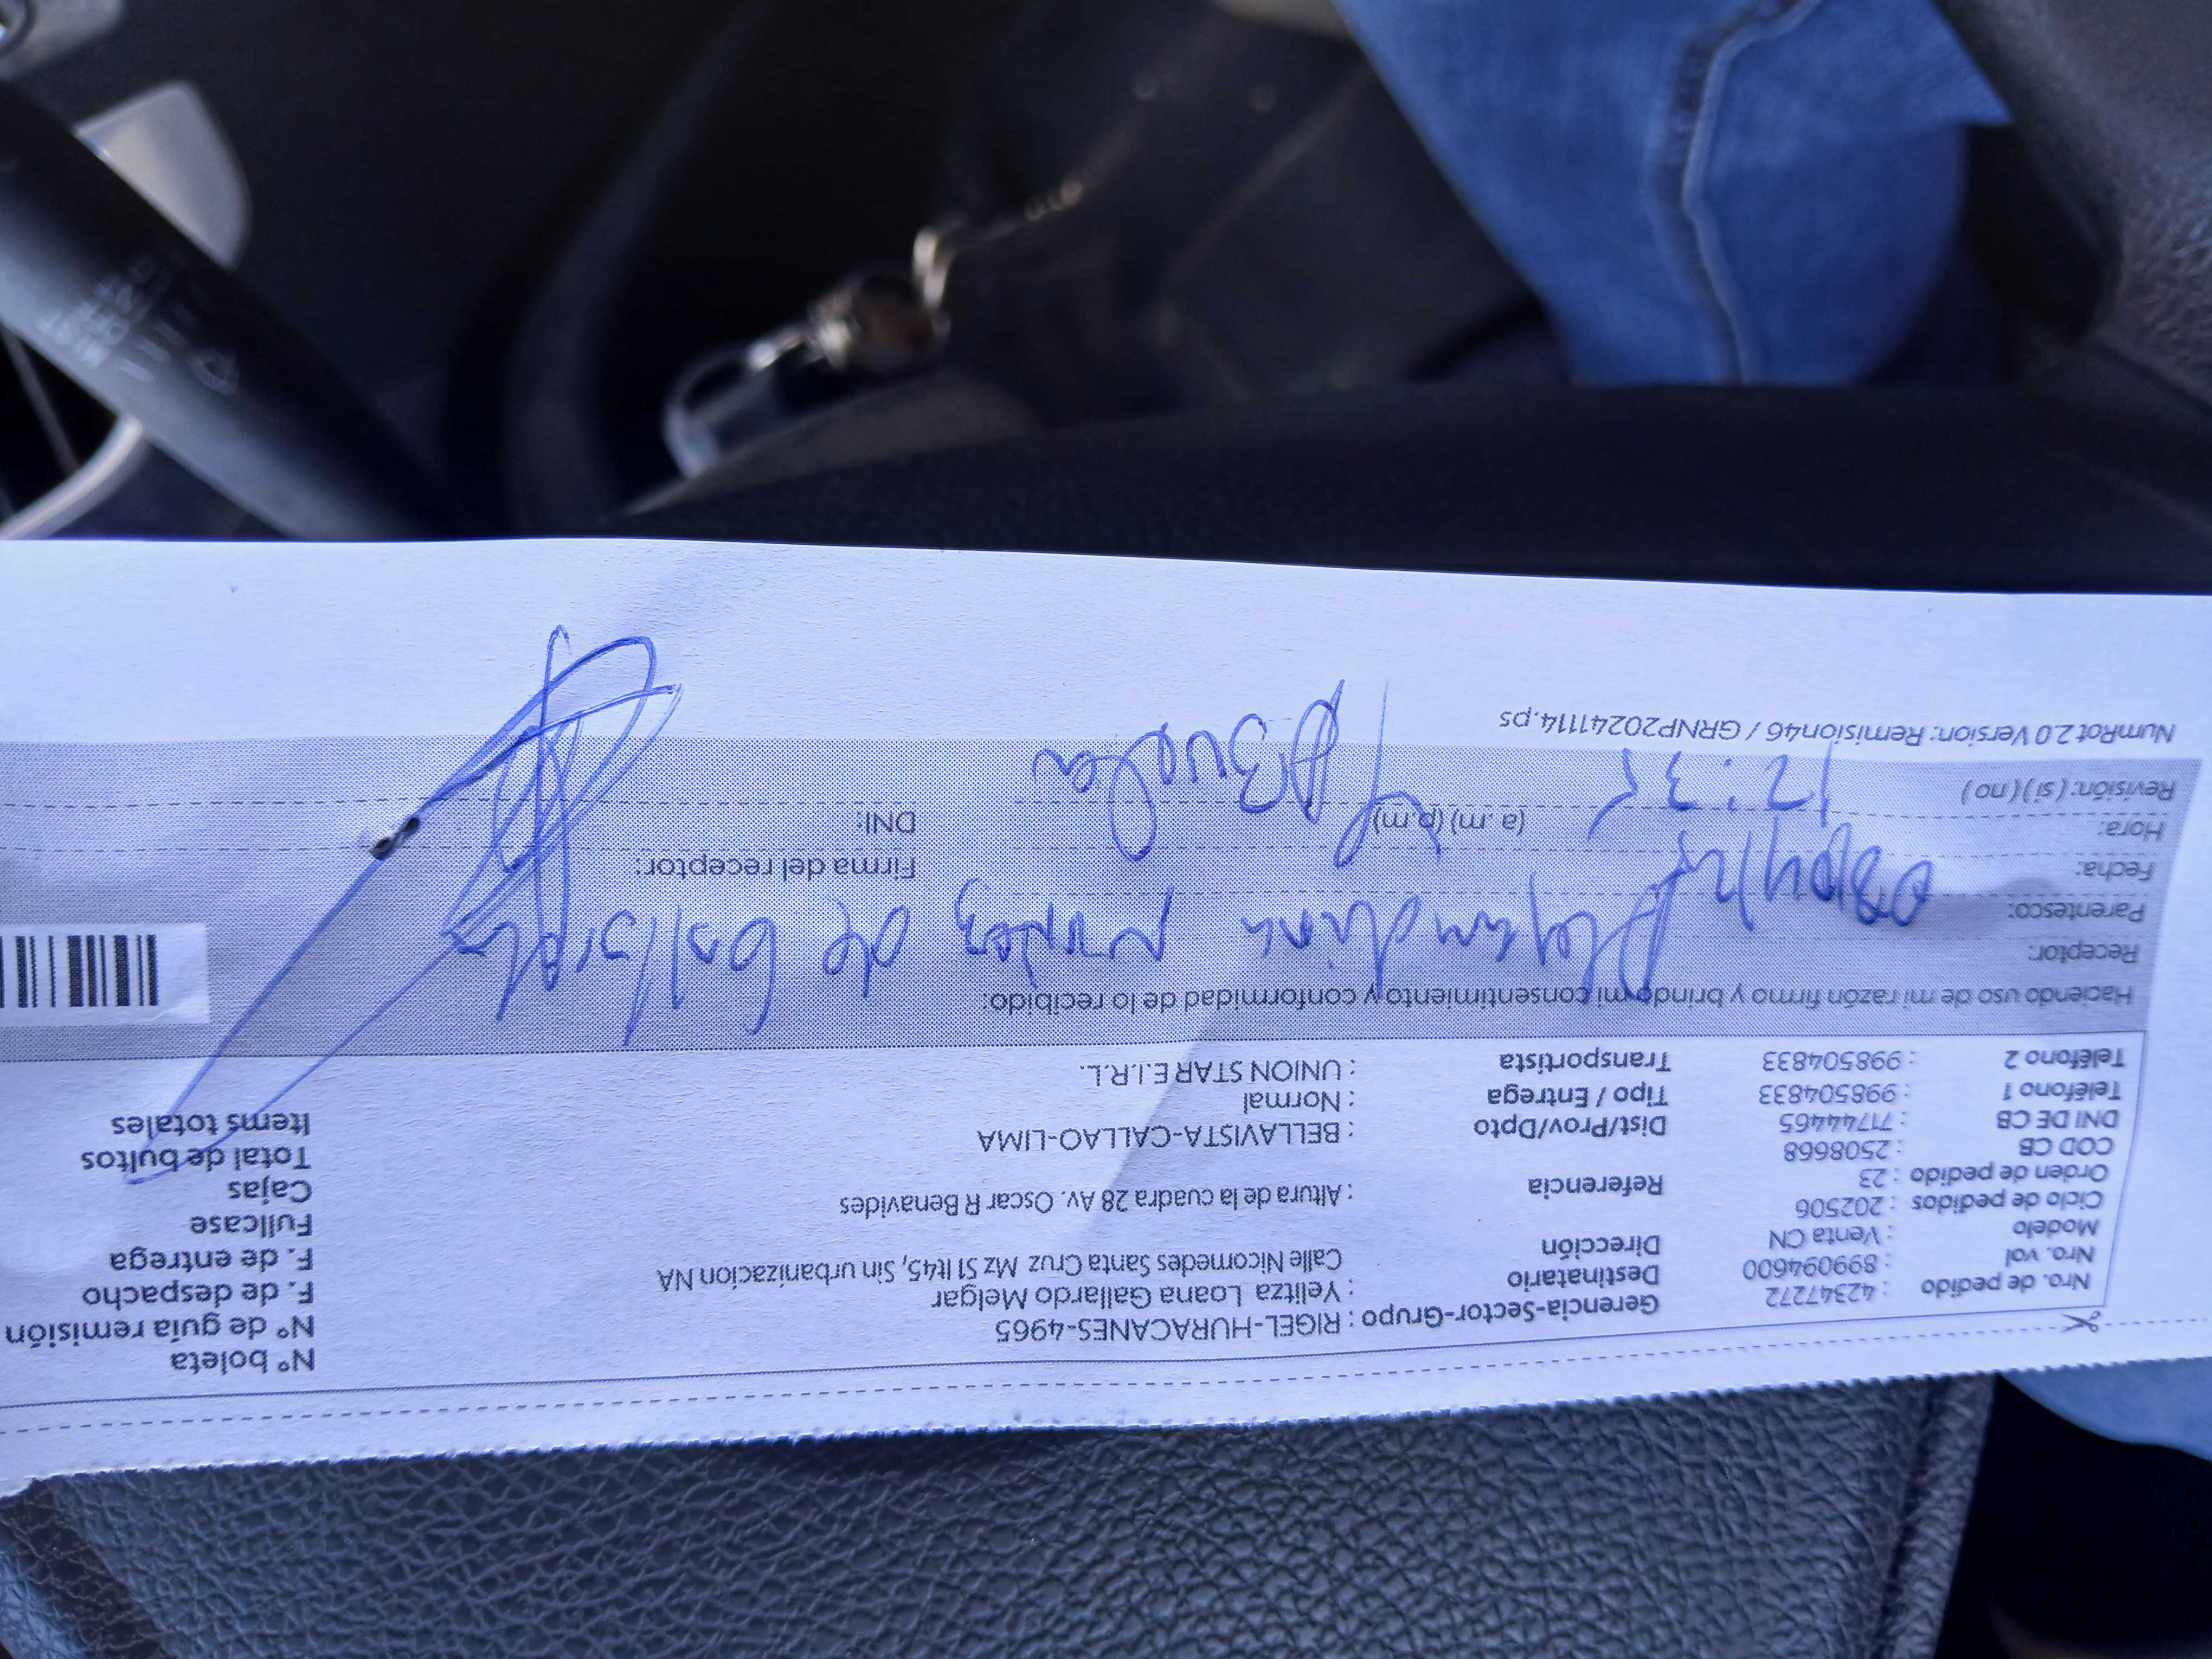 Nº boleta
Nº de guía remisión
F. de despacho
F. de entrega
Fullcase
Cajas
Total de bultos
Items totales
Gerencia-Sector-Grupo : RIGEL-HURACANES-4965
Nro. de pedido : 42347272 Destinatario : Yelitza Loana Gallardo Melgar
Nro. vol : 899094600 Dirección Calle Nicomedes Santa Cruz Mz S1 lt45, Sin urbanizacion NA
Modelo : Venta CN
Ciclo de pedidos : 202506 Referencia : Altura de la cuadra 28 Av. Oscar R Benavides
Orden de pedido : 23
COD CB : 2508668 Dist/Prov/Dpto : BELLAVISTA-CALLAO-LIMA
DNI DE CB : 71744465 Tipo / Entrega : Normal
Teléfono 1 : 998504833 Transportista : UNION STAR E.I.R.L.
Teléfono 2 : 998504833
Haciendo uso de mi razón firmo y brindo mi consentimiento y conformidad de lo recibido:
Receptor:
Parentesco: de
Fecha: Firma del receptor:
Hora: 12:35 (a.m) (p.m) DNI:
Revisión: (si) (no)
NumRot 2.0 Version: Remision46 / GRNP20241114.ps